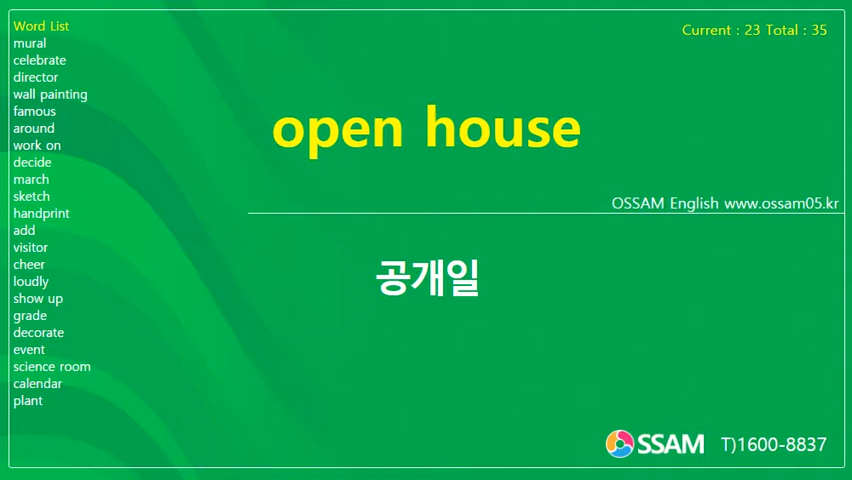 Word List
mural
celebrate
director
wall painting
famous
around
work on
decide
march
sketch
handprint
add
visitor
cheer
loudly
show up
grade
decorate
event
science room
calendar
plant
Current : 23 Total : 35
open house
OSSAM English www.ossam05.kr
공개일
OSSAM T)1600-8837